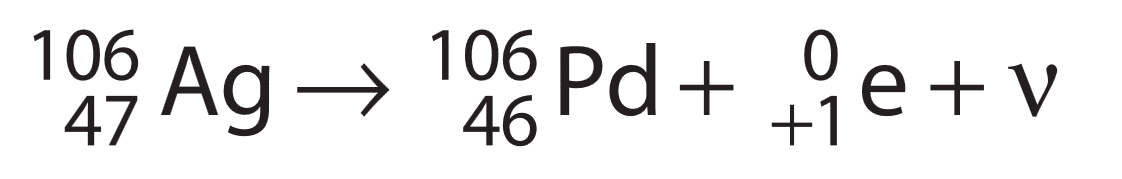 ¹⁰⁶₄₇Ag → ¹⁰⁶₄₆Pd + ⁰₊₁e + ν